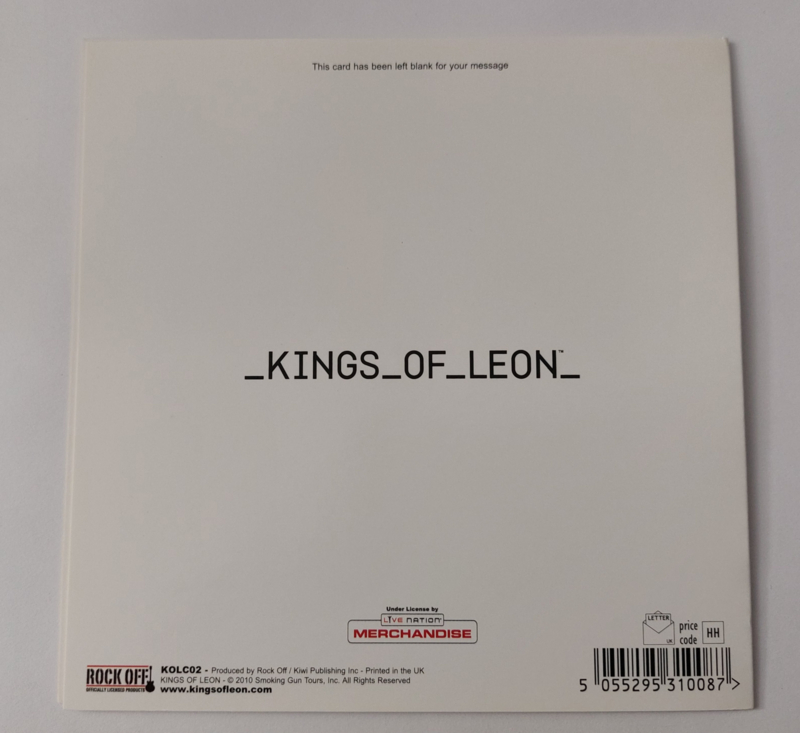 This card has been left blank for your message
_KINGS_OF_LEON_™
Under License by
LIVE NATION
MERCHANDISE
LETTER
UK
price
code
HH
ROCK OFF!
OFFICIALLY LICENSED PRODUCTS
KOLC02 - Produced by Rock Off / Kiwi Publishing Inc - Printed in the UK
KINGS OF LEON - © 2010 Smoking Gun Tours, Inc. All Rights Reserved
www.kingsofleon.com
5 055295 310087 >